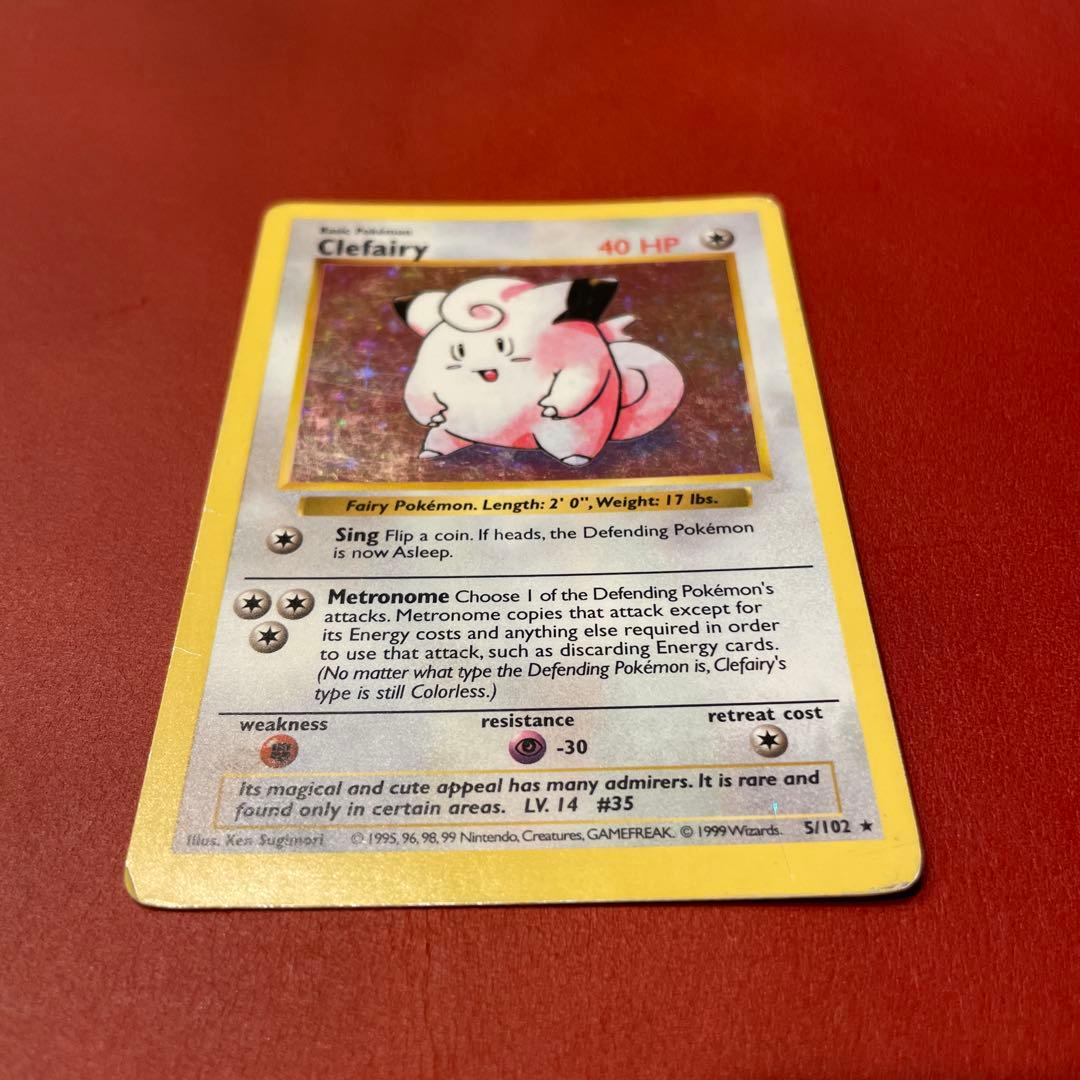 Basic Pokémon
Clefairy 40 HP
Fairy Pokémon. Length: 2' 0", Weight: 17 lbs.
Sing Flip a coin. If heads, the Defending Pokémon
is now Asleep.
Metronome Choose 1 of the Defending Pokémon's
attacks. Metronome copies that attack except for
its Energy costs and anything else required in order
to use that attack, such as discarding Energy cards.
(No matter what type the Defending Pokémon is, Clefairy's
type is still Colorless.)
weakness resistance retreat cost
-30
Its magical and cute appeal has many admirers. It is rare and
found only in certain areas. LV. 14 #35
Illus. Ken Sugimori © 1995, 96, 98, 99 Nintendo, Creatures, GAMEFREAK. © 1999 Wizards. 5/102 ★